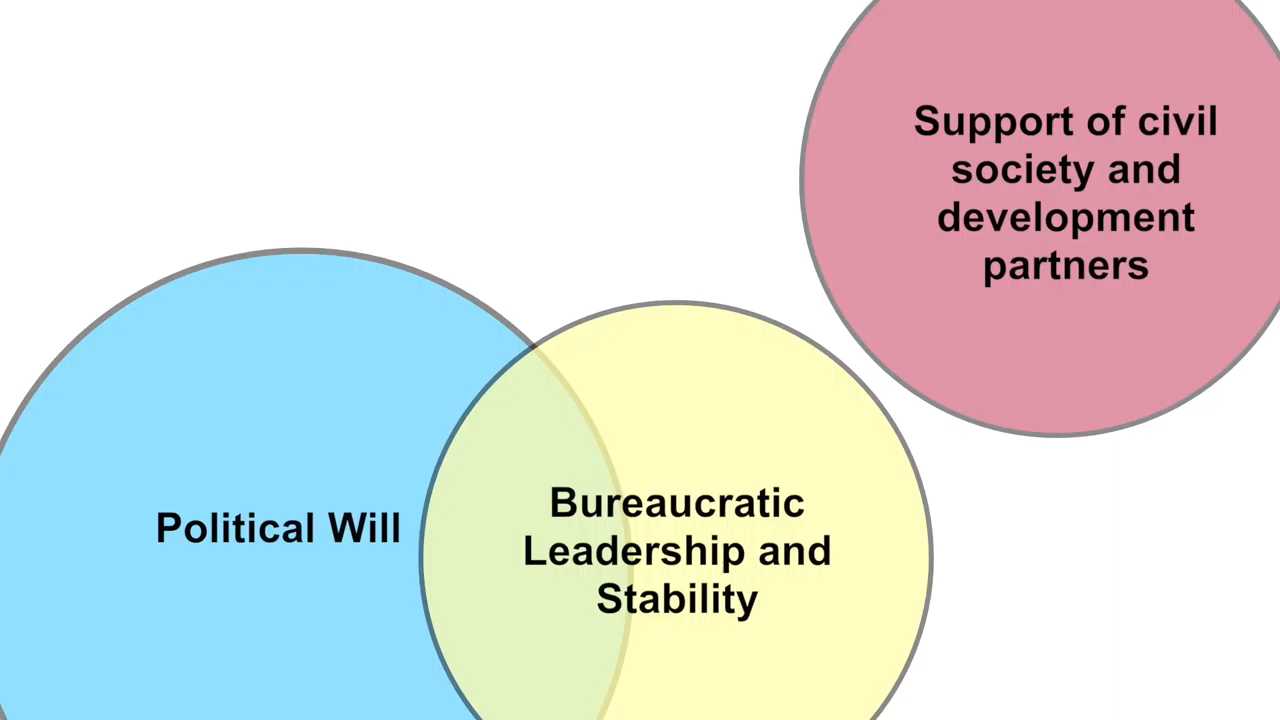 Support of civil
society and
development
partners
Political Will
Bureaucratic
Leadership and
Stability